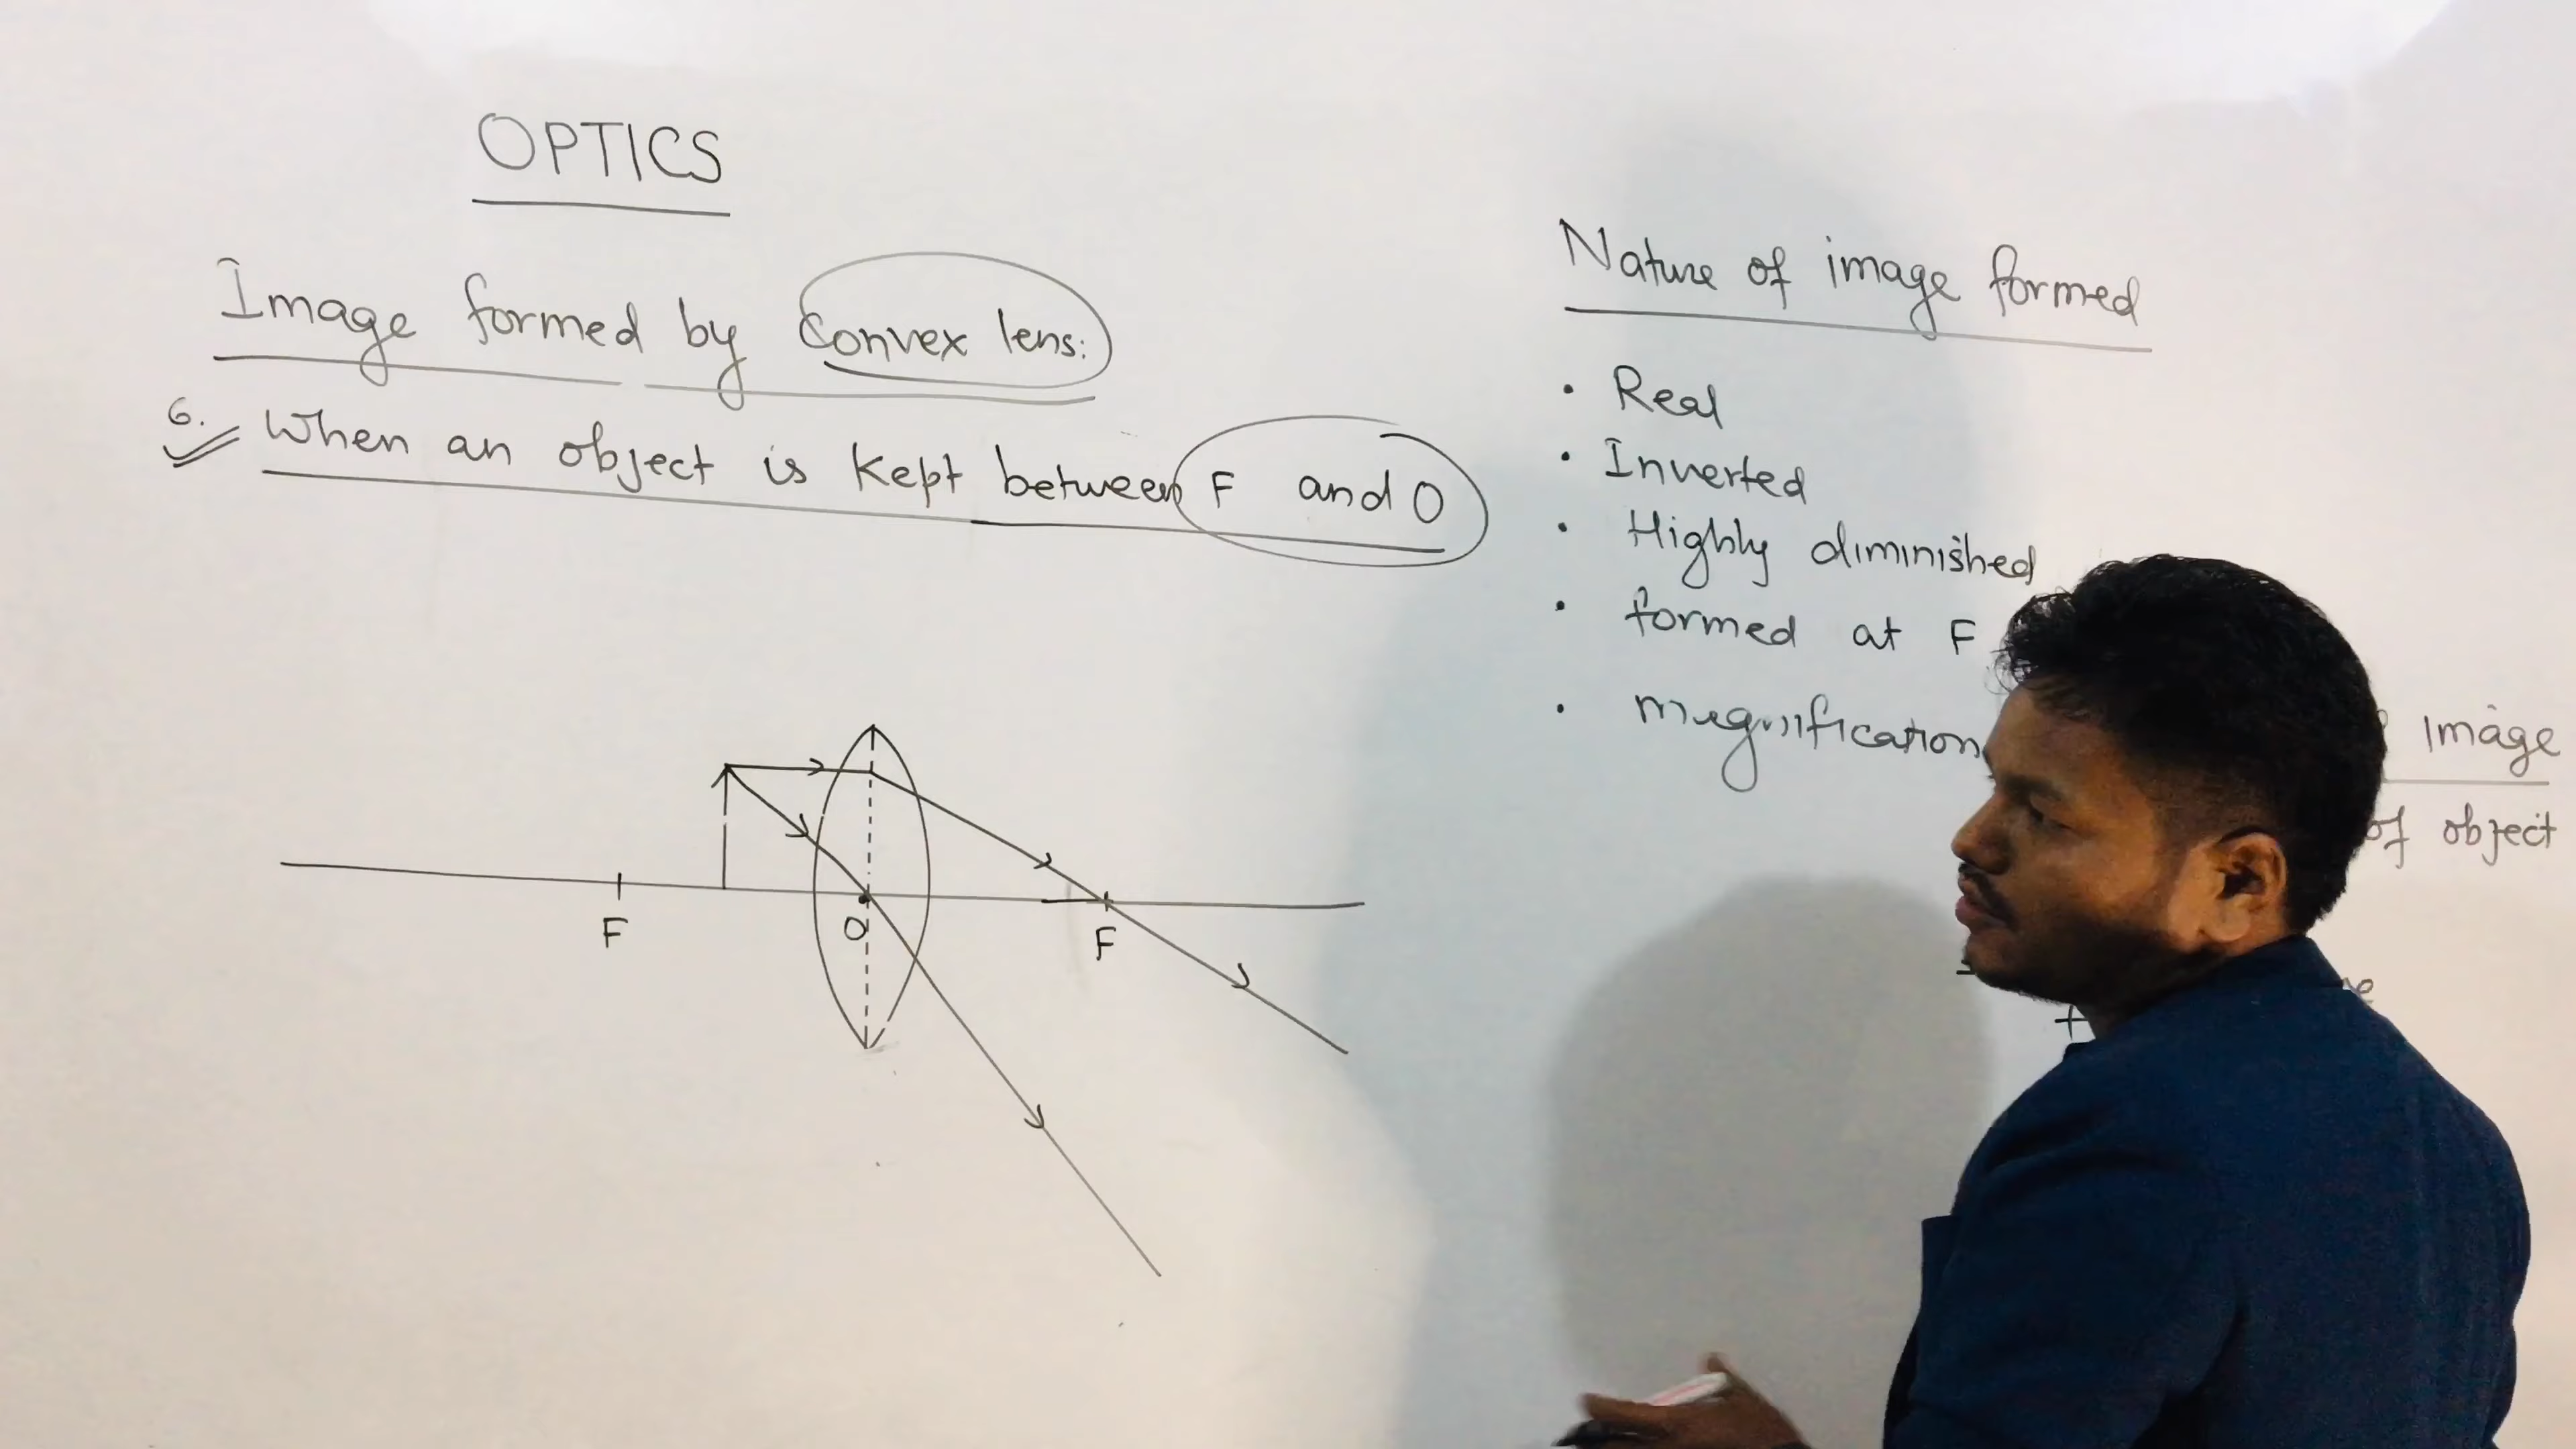 OPTICS
Image formed by Convex lens:
6. When an object is kept between F and O
F
O
F
Nature of image formed
• Real
• Inverted
• Highly diminished
• formed at F
• magnification
Image
of object
+